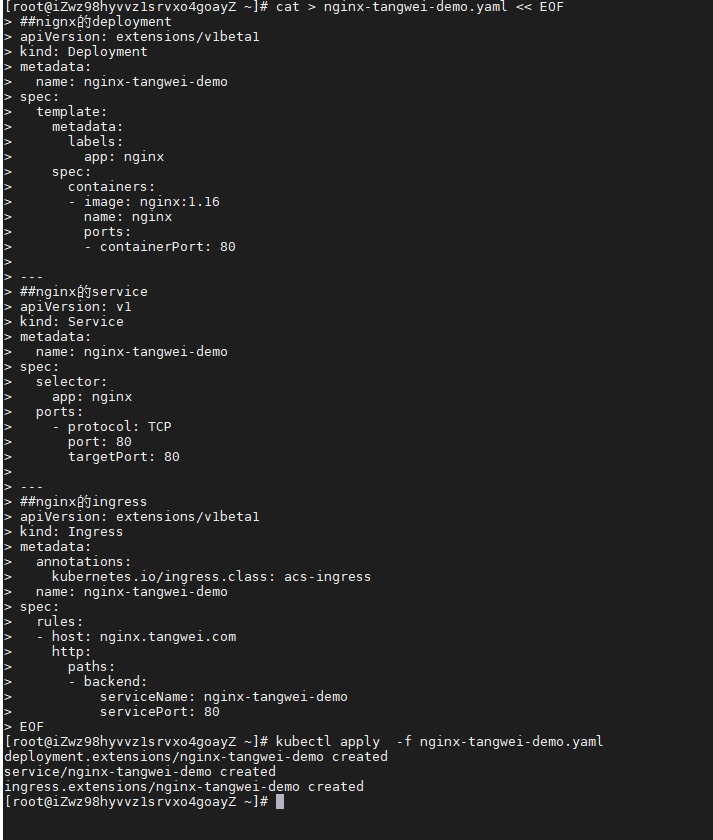 [root@iZwz98hyvvz1srvxo4goayZ ~]# cat > nginx-tangwei-demo.yaml << EOF
> ##nignx的deployment
> apiVersion: extensions/v1beta1
> kind: Deployment
> metadata:
>   name: nginx-tangwei-demo
> spec:
>   template:
>     metadata:
>       labels:
>         app: nginx
>     spec:
>       containers:
>       - image: nginx:1.16
>         name: nginx
>         ports:
>         - containerPort: 80
>
> ---
> ##nginx的service
> apiVersion: v1
> kind: Service
> metadata:
>   name: nginx-tangwei-demo
> spec:
>   selector:
>     app: nginx
>   ports:
>     - protocol: TCP
>       port: 80
>       targetPort: 80
>
> ---
> ##nginx的ingress
> apiVersion: extensions/v1beta1
> kind: Ingress
> metadata:
>   annotations:
>     kubernetes.io/ingress.class: acs-ingress
>   name: nginx-tangwei-demo
> spec:
>   rules:
>   - host: nginx.tangwei.com
>     http:
>       paths:
>       - backend:
>           serviceName: nginx-tangwei-demo
>           servicePort: 80
> EOF
[root@iZwz98hyvvz1srvxo4goayZ ~]# kubectl apply  -f nginx-tangwei-demo.yaml
deployment.extensions/nginx-tangwei-demo created
service/nginx-tangwei-demo created
ingress.extensions/nginx-tangwei-demo created
[root@iZwz98hyvvz1srvxo4goayZ ~]#